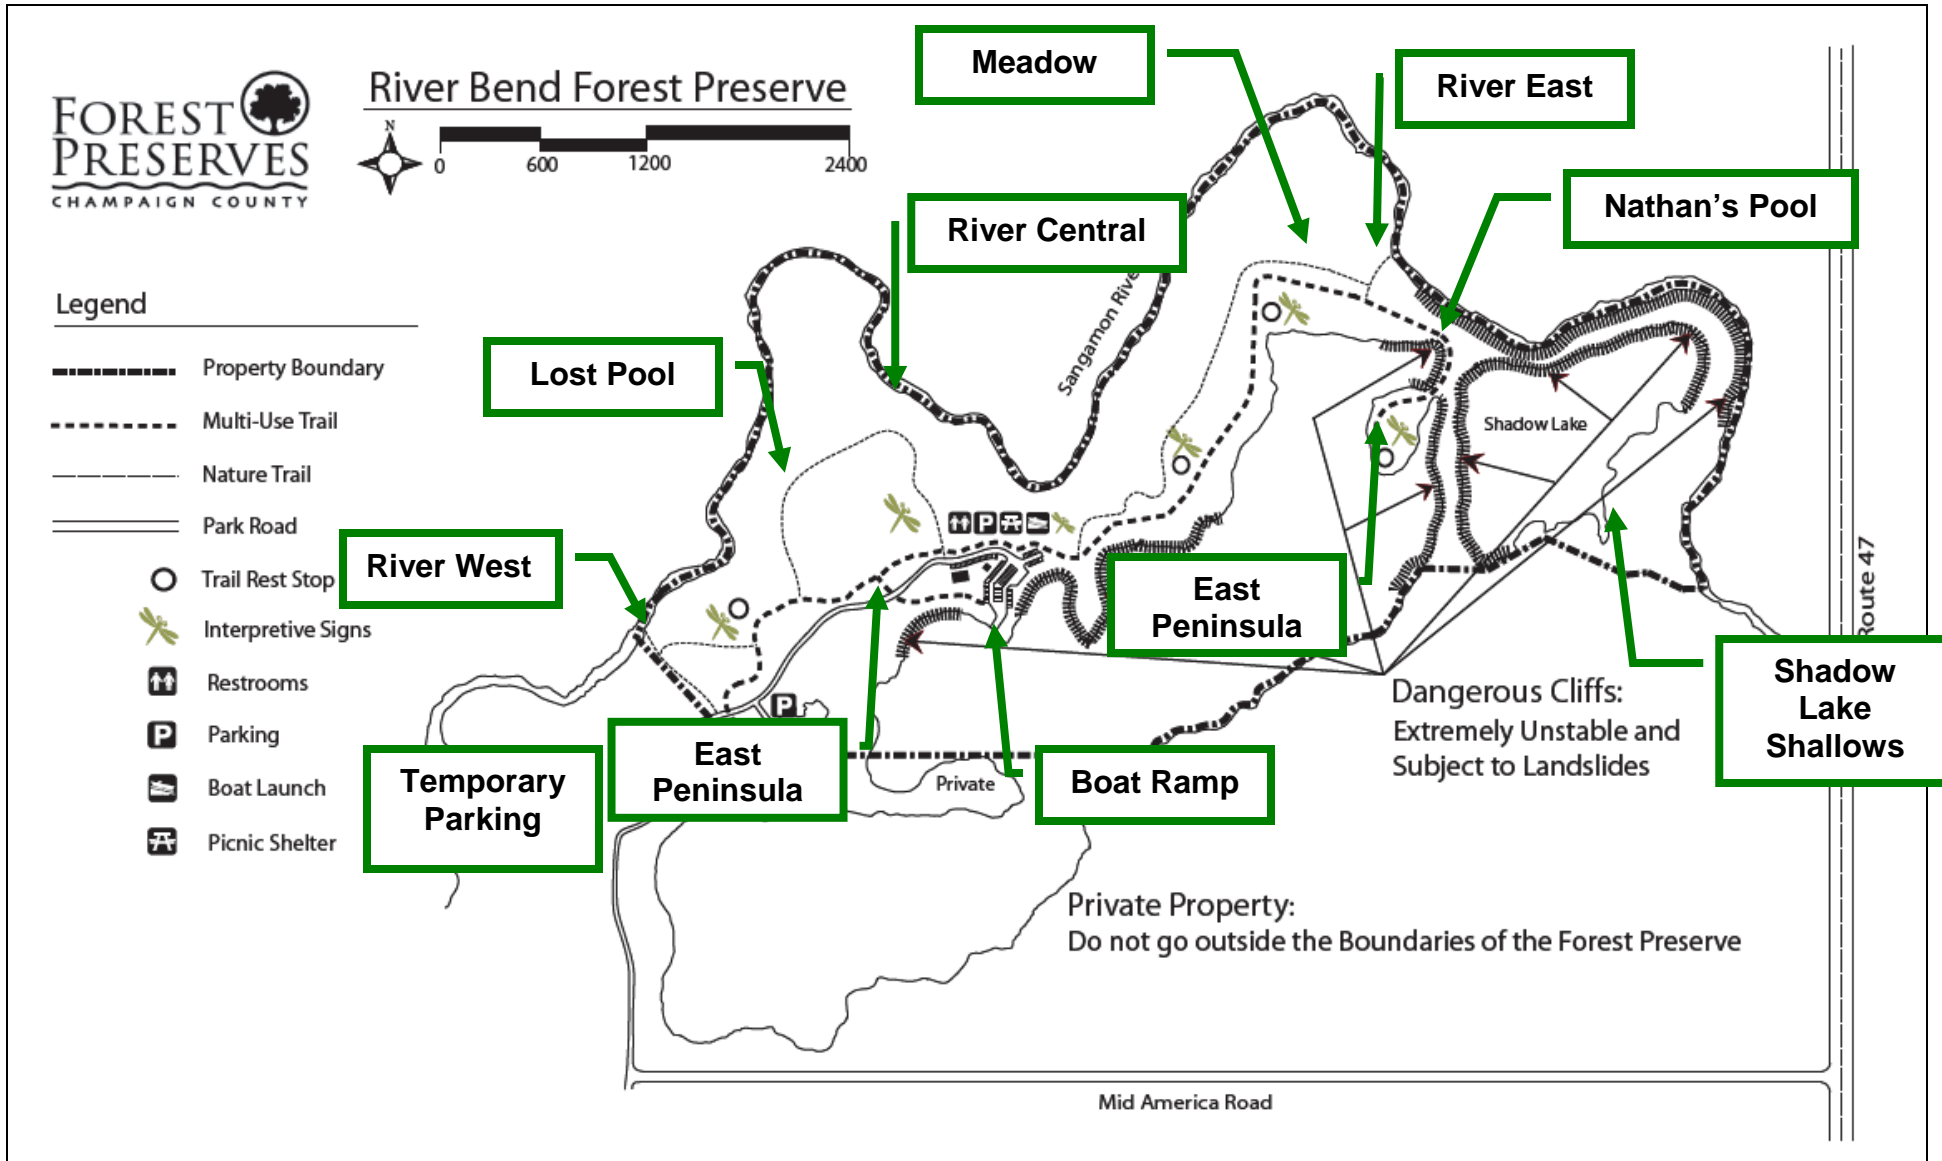 FOREST
PRESERVES
CHAMPAIGN COUNTY
River Bend Forest Preserve
N
0 600 1200 2400
Meadow
River East
Nathan's Pool
River Central
Sangamon River
Lost Pool
River West
Legend
Property Boundary
Multi-Use Trail
Nature Trail
Park Road
Trail Rest Stop
Interpretive Signs
Restrooms
P Parking
Boat Launch
Picnic Shelter
P
P
Shadow Lake
East
Peninsula
Shadow
Lake
Shallows
Route 47
Dangerous Cliffs:
Extremely Unstable and
Subject to Landslides
Temporary
Parking
East
Peninsula
Private
Boat Ramp
Private Property:
Do not go outside the Boundaries of the Forest Preserve
Mid America Road